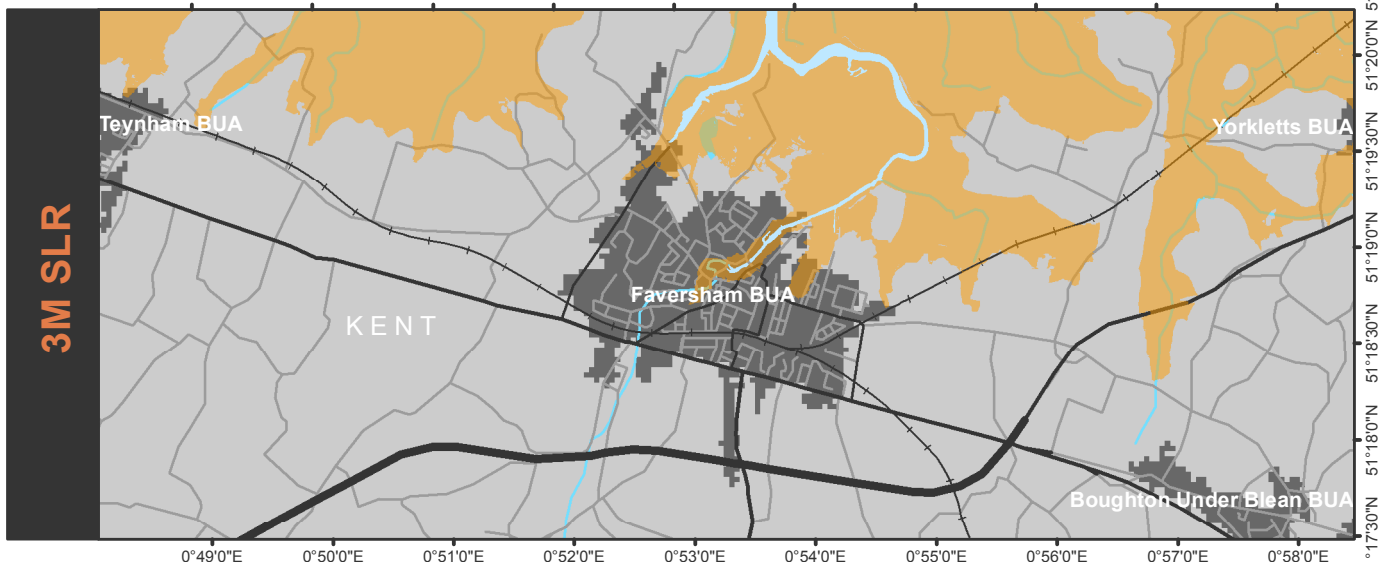 3M SLR
Teynham BUA
Yorkletts BUA
Faversham BUA
KENT
Boughton Under Blean BUA
51°20'0"N
51°19'30"N
51°19'0"N
51°18'30"N
51°18'0"N
°17'30"N
0°49'0"E 0°50'0"E 0°51'0"E 0°52'0"E 0°53'0"E 0°54'0"E 0°55'0"E 0°56'0"E 0°57'0"E 0°58'0"E